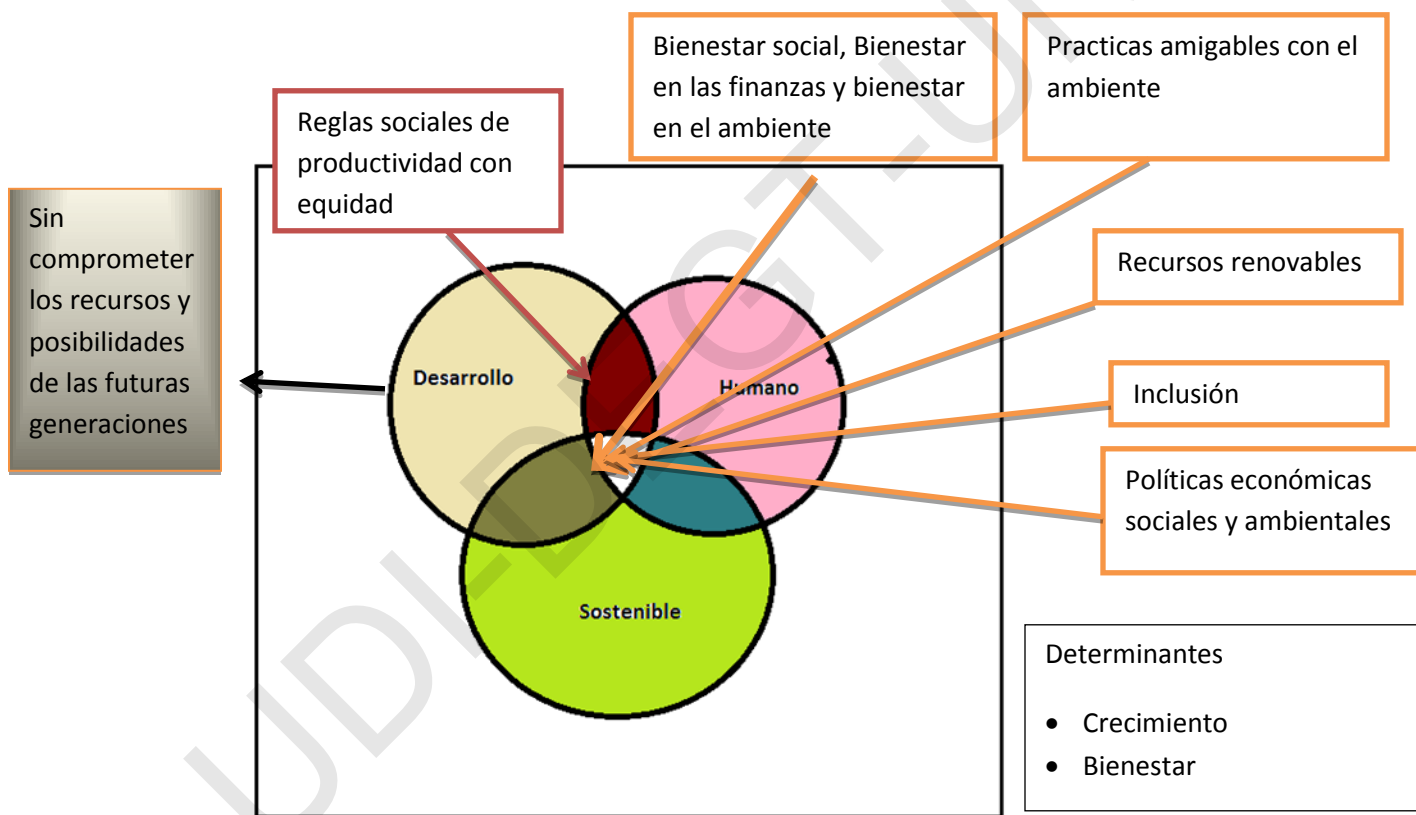 Bienestar social, Bienestar
en las finanzas y bienestar
en el ambiente
Practicas amigables con el
ambiente
Reglas sociales de
productividad con
equidad
Sin
comprometer
los recursos y
posibilidades
de las futuras
generaciones
Recursos renovables
Inclusión
Políticas económicas
sociales y ambientales
Desarrollo
Humano
Sostenible
Determinantes
• Crecimiento
• Bienestar